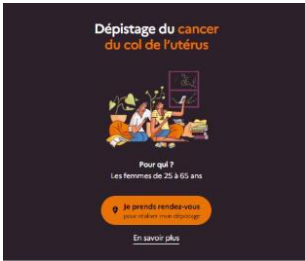 Dépistage du cancer
du col de l'utérus
Pour qui ?
Les femmes de 25 à 65 ans
Je prends rendez-vous
pour réaliser mon dépistage
En savoir plus